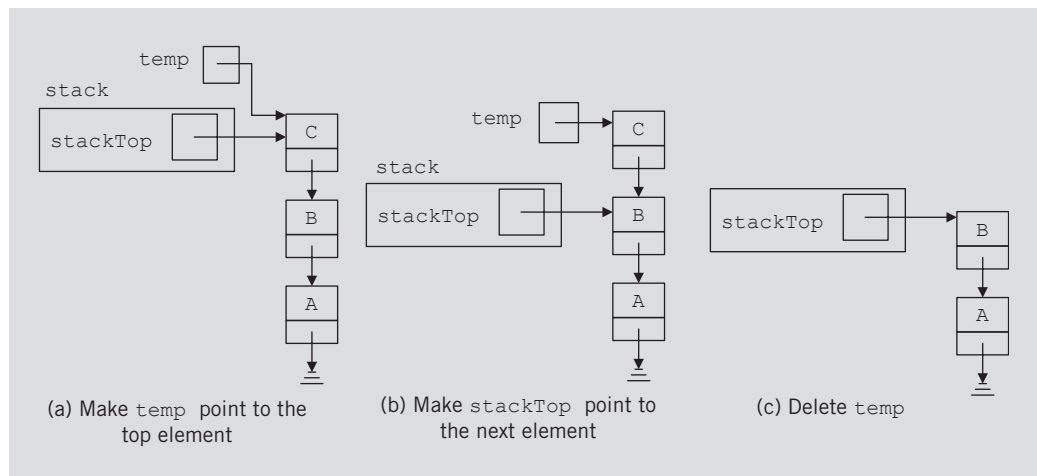 temp
stack
stackTop
C
B
A
(a) Make temp point to the
top element
temp
C
stack
stackTop
B
A
(b) Make stackTop point to
the next element
stackTop
B
A
(c) Delete temp